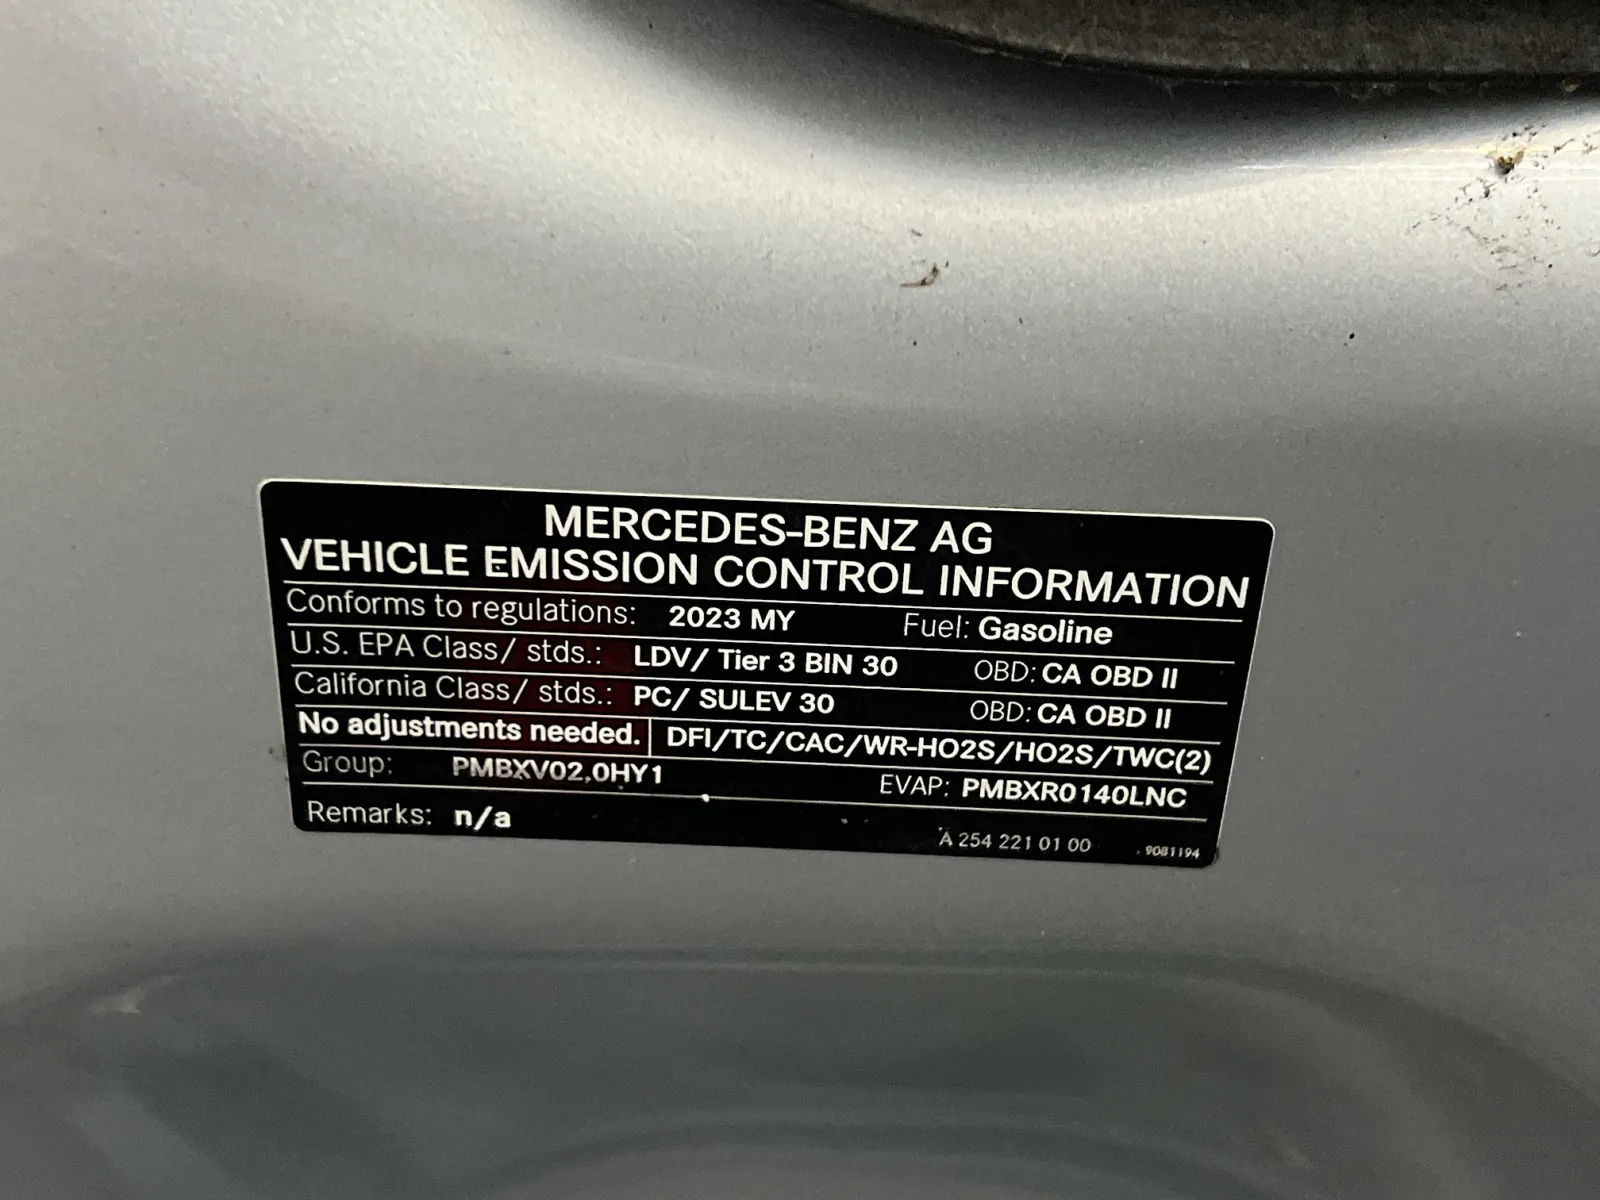 MERCEDES-BENZ AG
VEHICLE EMISSION CONTROL INFORMATION
Conforms to regulations: 2023 MY Fuel: Gasoline
U.S. EPA Class/ stds.: LDV/ Tier 3 BIN 30 OBD: CA OBD II
California Class/ stds.: PC/ SULEV 30 OBD: CA OBD II
No adjustments needed. DFI/TC/CAC/WR-HO2S/HO2S/TWC(2)
Group: PMBXV02.0HY1 EVAP: PMBXR0140LNC
Remarks: n/a
A 254 221 01 00 9081194